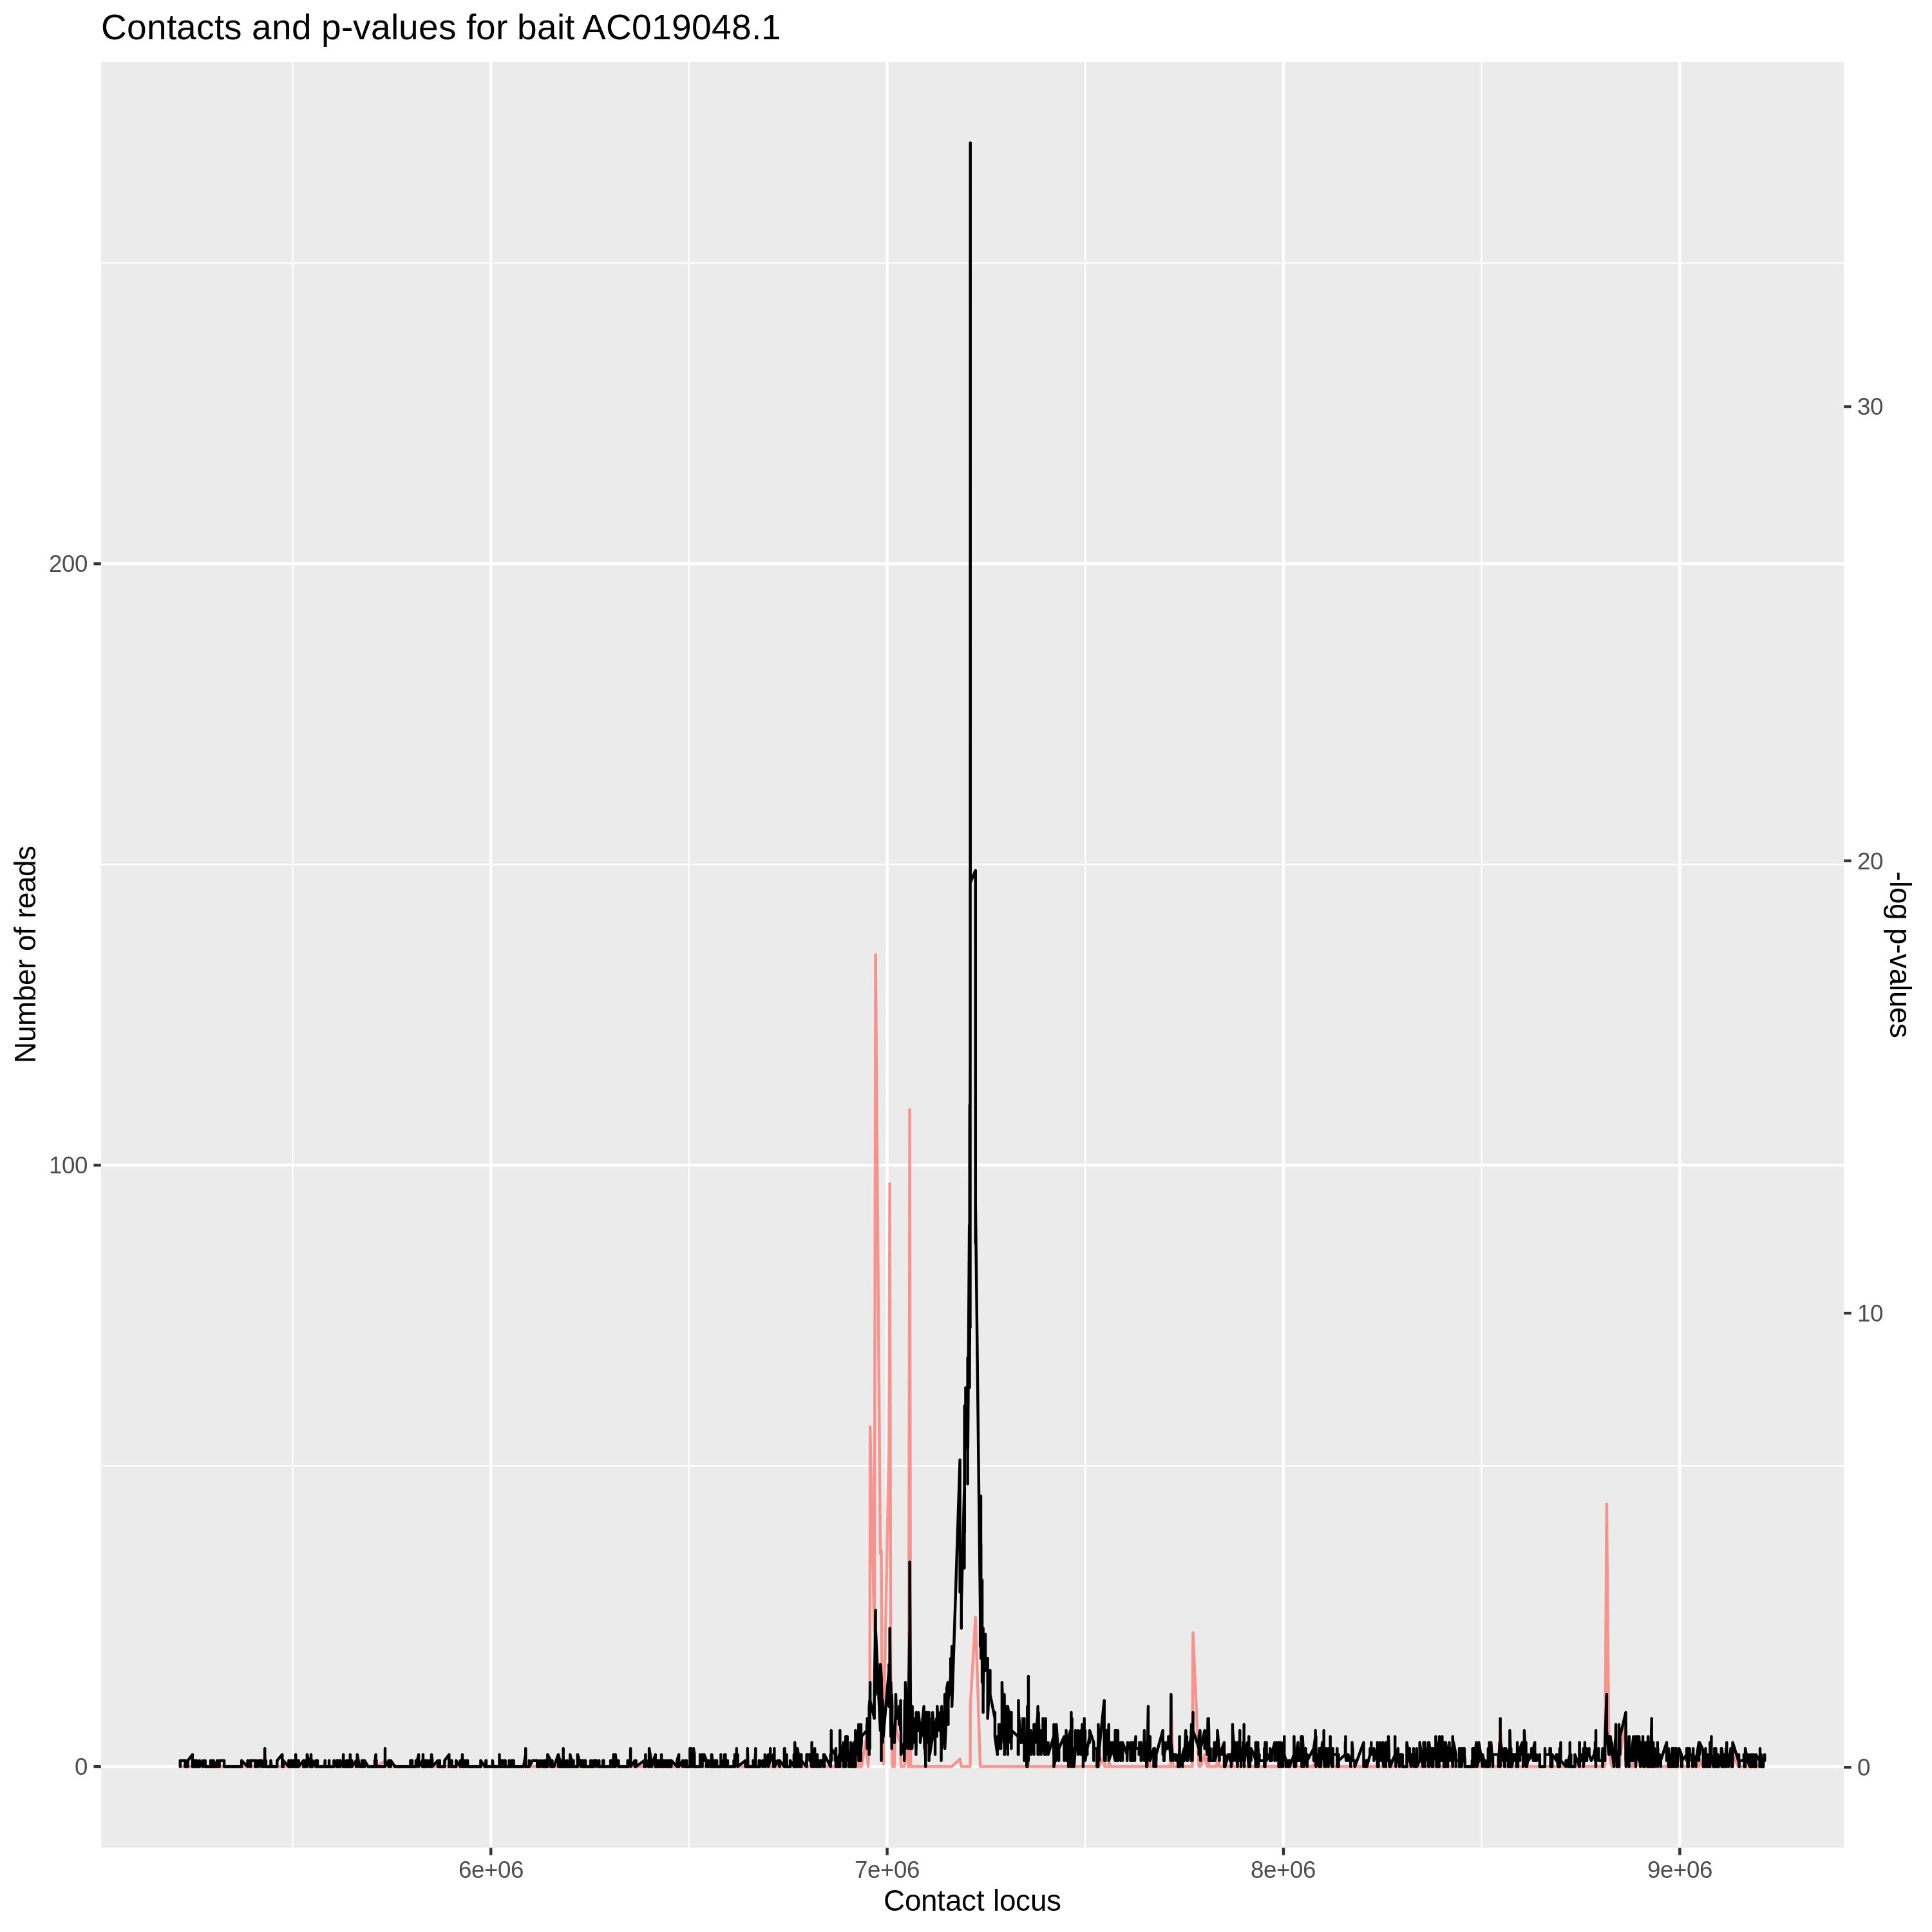 Contacts and p-values for bait AC019048.1
Number of reads
200
100
0
30
20
10
0
-log p-values
6e+06
7e+06
8e+06
9e+06
Contact locus